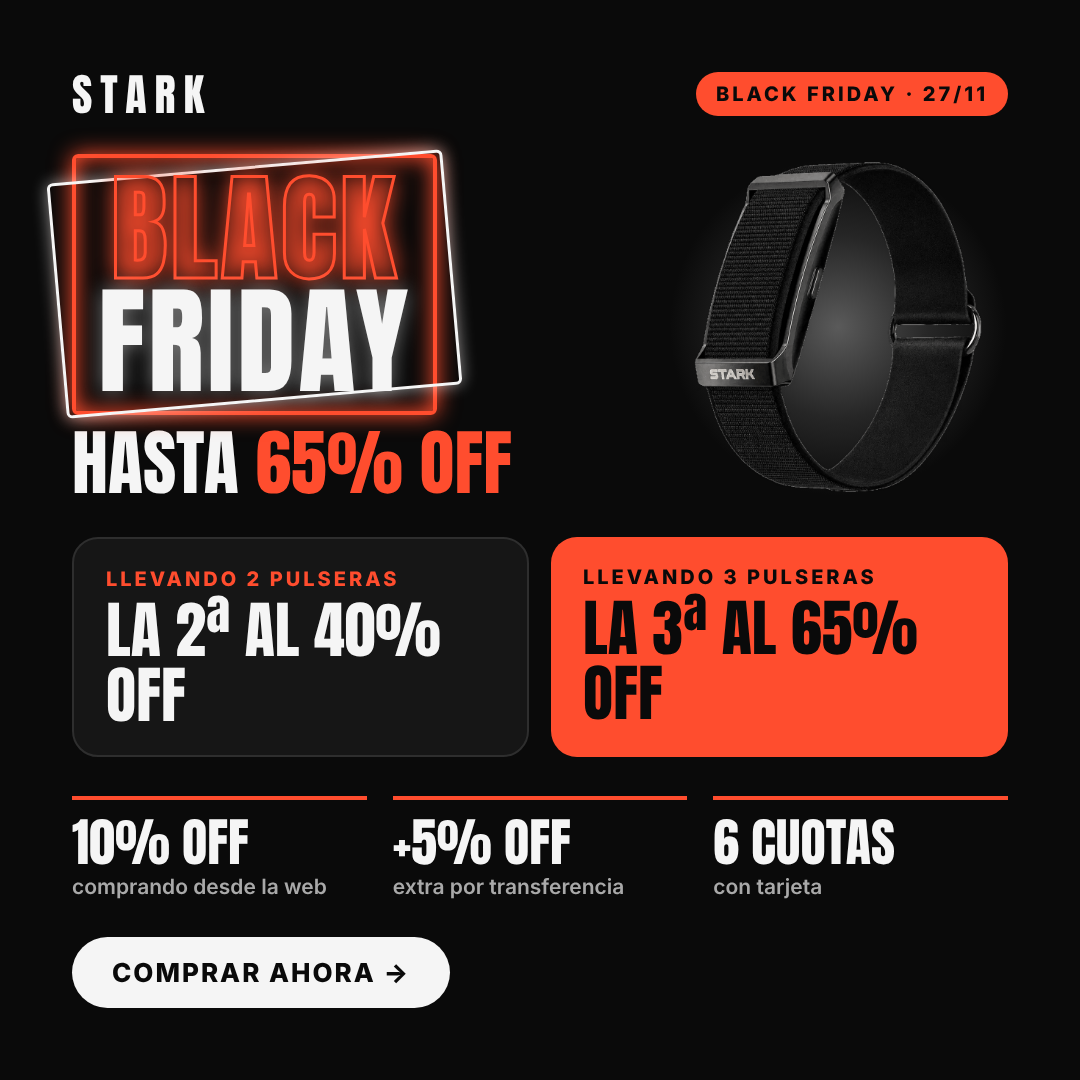 STARK
BLACK FRIDAY · 27/11
BLACK
FRIDAY
HASTA 65% OFF
STARK
LLEVANDO 2 PULSERAS
LA 2ª AL 40%
OFF
LLEVANDO 3 PULSERAS
LA 3ª AL 65%
OFF
10% OFF
comprando desde la web
+5% OFF
extra por transferencia
6 CUOTAS
con tarjeta
COMPRAR AHORA →